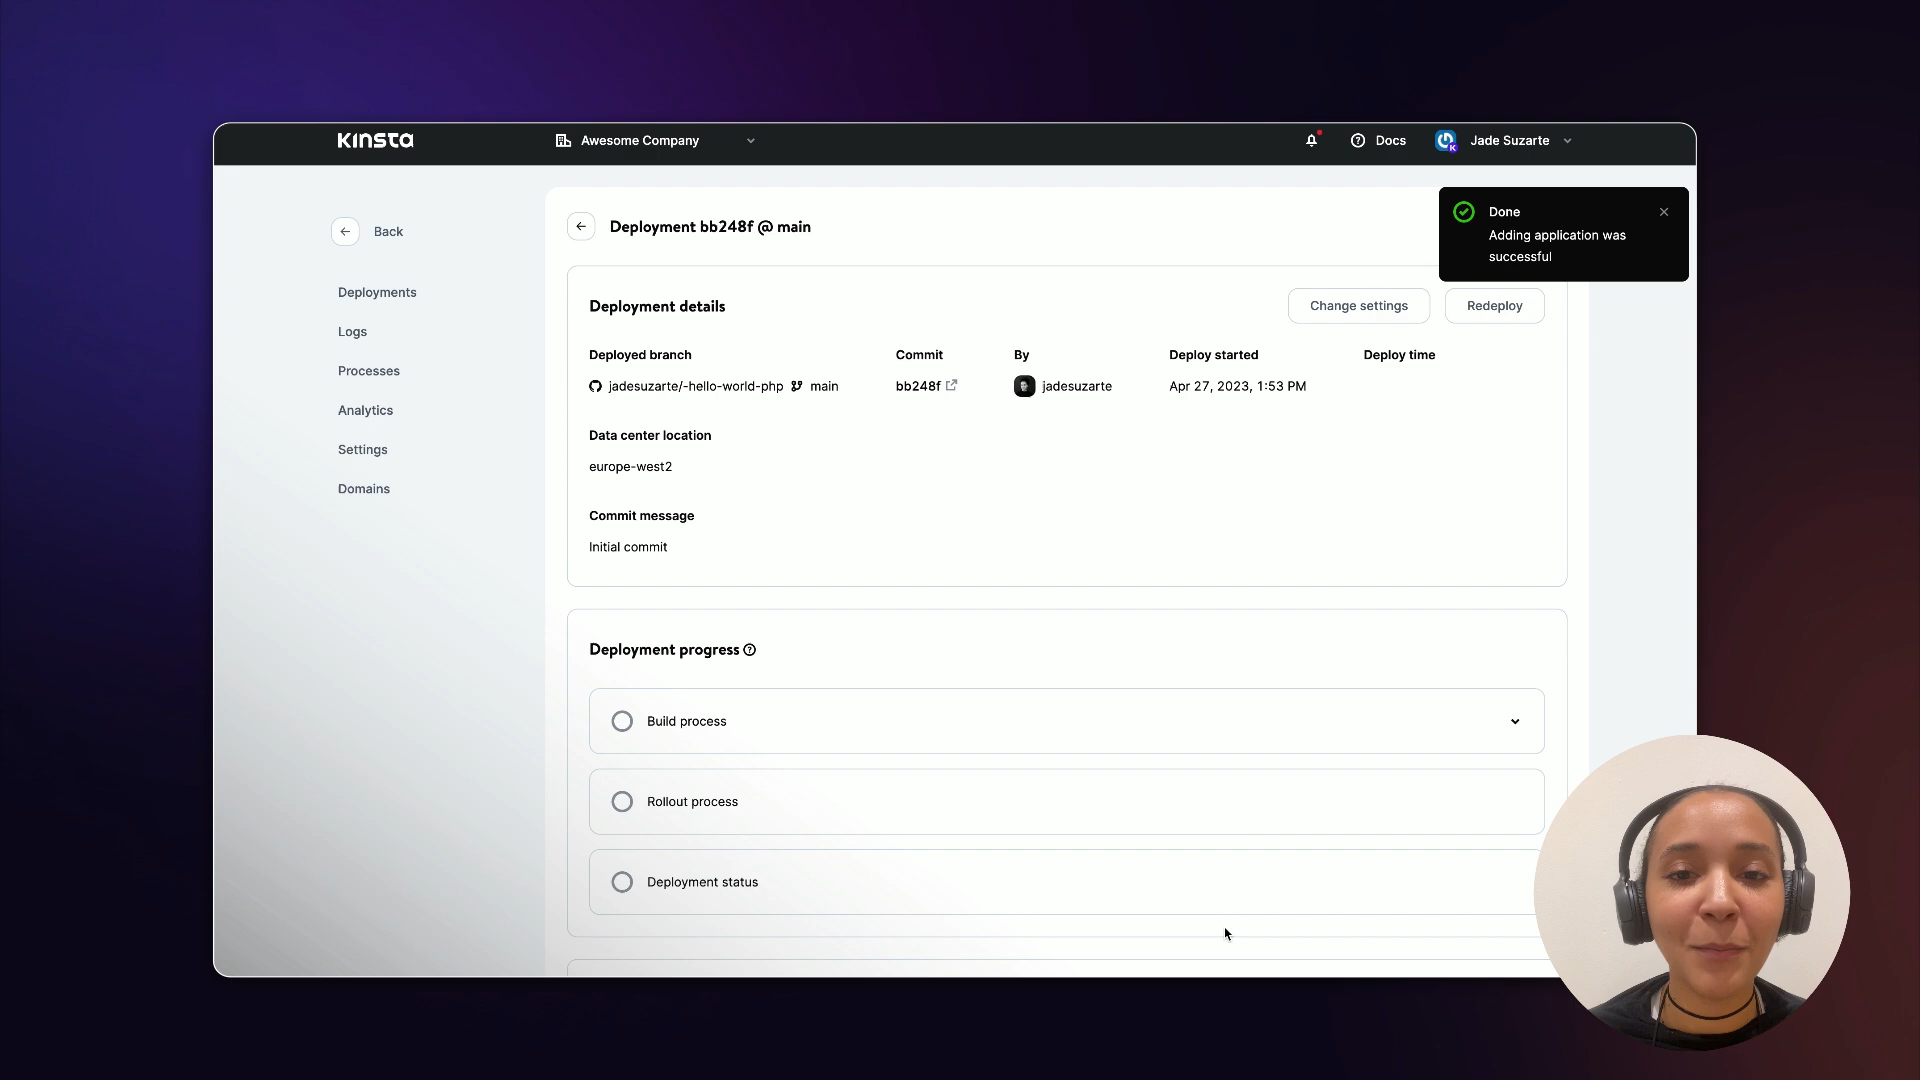 KINSTA
Awesome Company
Docs
Jade Suzarte
Back
Deployments
Logs
Processes
Analytics
Settings
Domains
Deployment bb248f @ main
Done
Adding application was
successful
Deployment details
Change settings
Redeploy
Deployed branch
Commit
By
Deploy started
Deploy time
jadesuzarte/-hello-world-php main
bb248f
jadesuzarte
Apr 27, 2023, 1:53 PM
Data center location
europe-west2
Commit message
Initial commit
Deployment progress
Build process
Rollout process
Deployment status